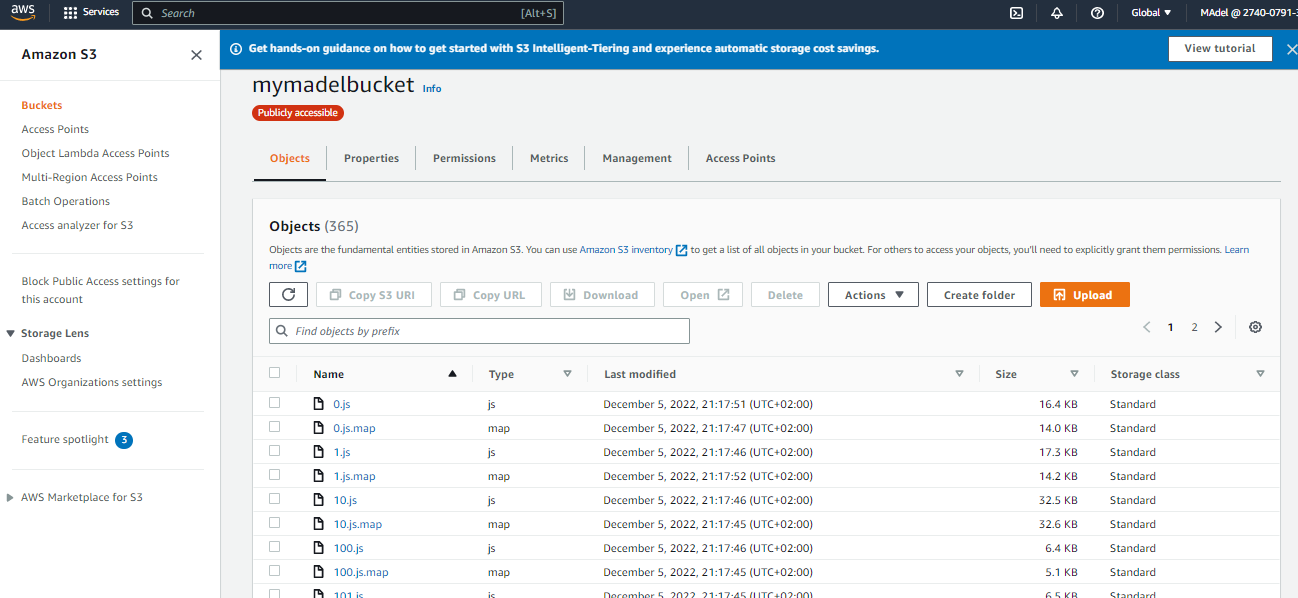 aws Services Search [Alt+S] Global ▼ MAdel @ 2740-0791-
Amazon S3
Get hands-on guidance on how to get started with S3 Intelligent-Tiering and experience automatic storage cost savings. View tutorial
Buckets
Access Points
Object Lambda Access Points
Multi-Region Access Points
Batch Operations
Access analyzer for S3
Block Public Access settings for
this account
Storage Lens
Dashboards
AWS Organizations settings
Feature spotlight 3
AWS Marketplace for S3
mymadelbucket Info
Publicly accessible
Objects Properties Permissions Metrics Management Access Points
Objects (365)
Objects are the fundamental entities stored in Amazon S3. You can use Amazon S3 inventory to get a list of all objects in your bucket. For others to access your objects, you'll need to explicitly grant them permissions. Learn
more
Copy S3 URI Copy URL Download Open Delete Actions ▼ Create folder Upload
Find objects by prefix
1 2
Name Type Last modified Size Storage class
0.js js December 5, 2022, 21:17:51 (UTC+02:00) 16.4 KB Standard
0.js.map map December 5, 2022, 21:17:47 (UTC+02:00) 14.0 KB Standard
1.js js December 5, 2022, 21:17:46 (UTC+02:00) 17.3 KB Standard
1.js.map map December 5, 2022, 21:17:52 (UTC+02:00) 14.2 KB Standard
10.js js December 5, 2022, 21:17:46 (UTC+02:00) 32.5 KB Standard
10.js.map map December 5, 2022, 21:17:45 (UTC+02:00) 32.6 KB Standard
100.js js December 5, 2022, 21:17:46 (UTC+02:00) 6.4 KB Standard
100.js.map map December 5, 2022, 21:17:45 (UTC+02:00) 5.1 KB Standard
101.js js December 5, 2022, 21:17:46 (UTC+02:00) 6.5 KB Standard